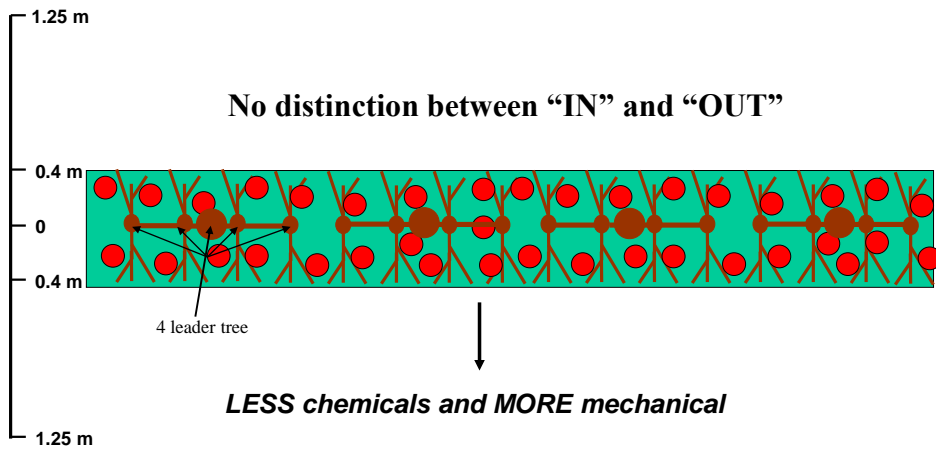 1.25 m
No distinction between “IN” and “OUT”
0.4 m
0
0.4 m
4 leader tree
LESS chemicals and MORE mechanical
1.25 m